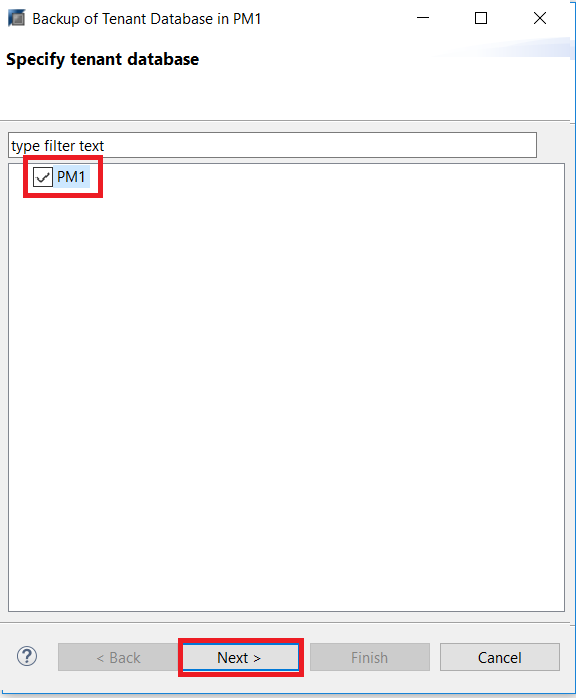 Backup of Tenant Database in PM1
Specify tenant database
type filter text
PM1
?
< Back
Next >
Finish
Cancel